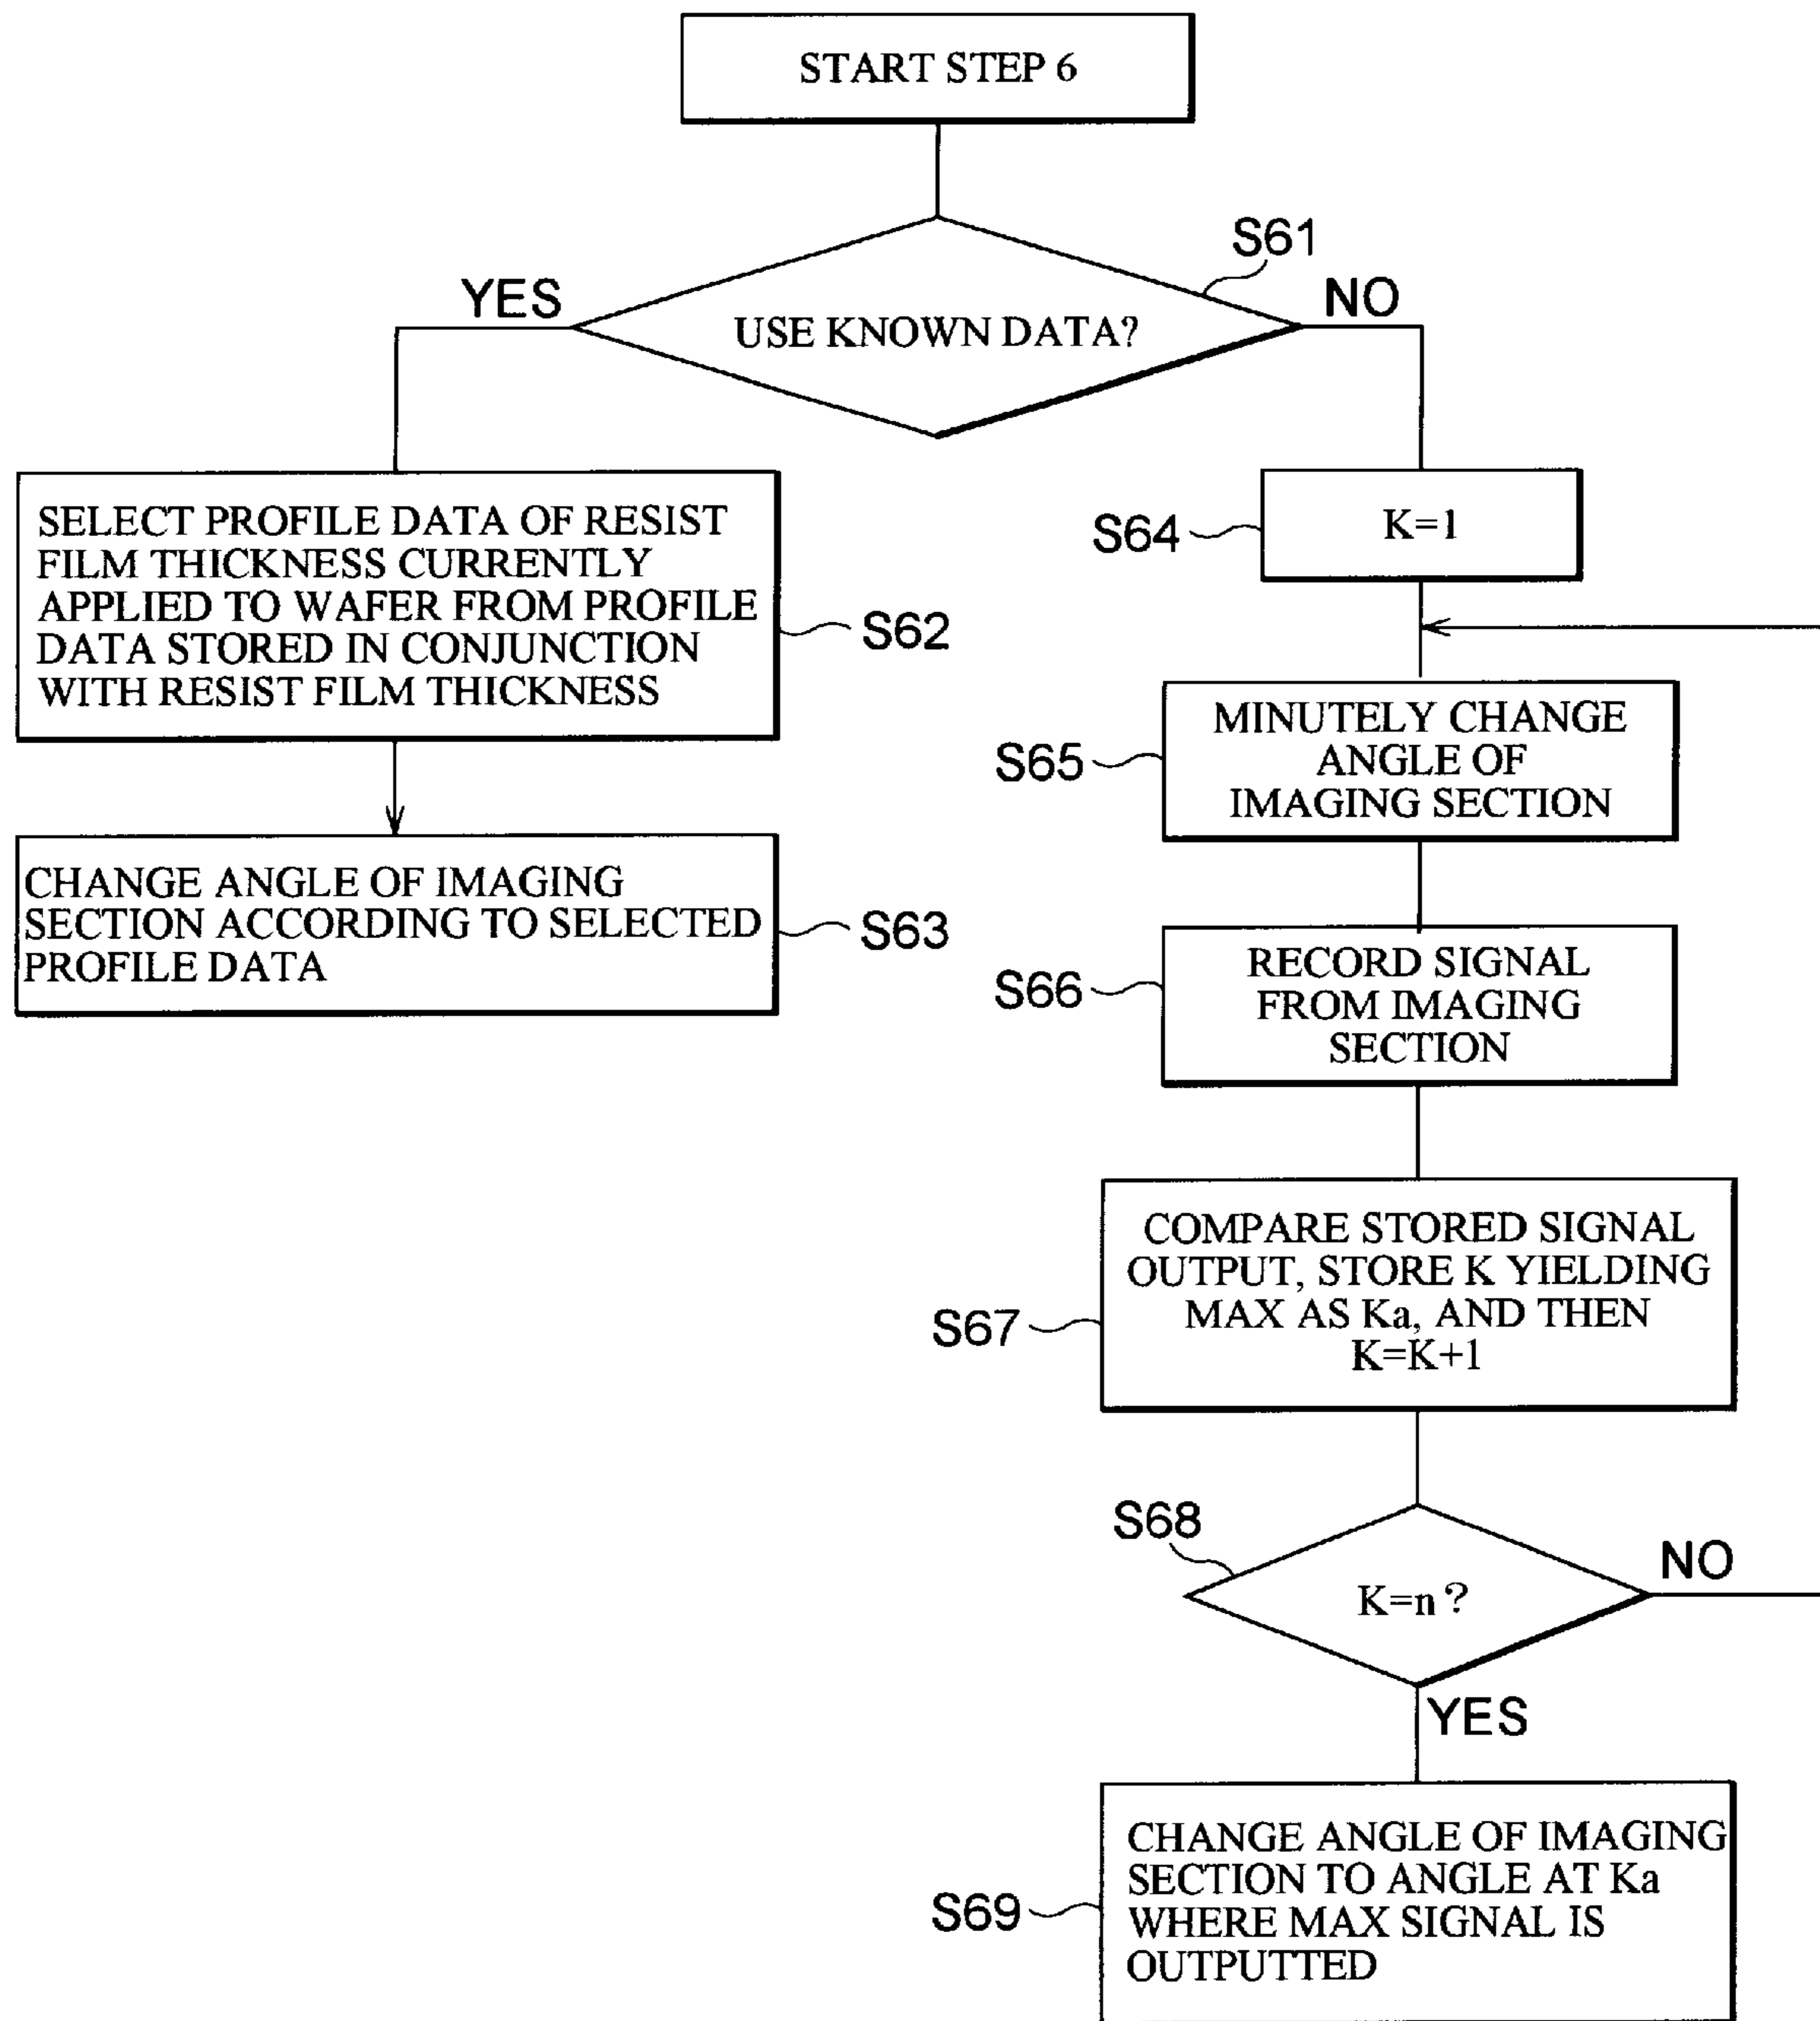 START STEP 6
S61
YES
NO
USE KNOWN DATA?
SELECT PROFILE DATA OF RESIST
FILM THICKNESS CURRENTLY
APPLIED TO WAFER FROM PROFILE
DATA STORED IN CONJUNCTION
WITH RESIST FILM THICKNESS
S62
CHANGE ANGLE OF IMAGING
SECTION ACCORDING TO SELECTED
PROFILE DATA
S63
S64
K=1
S65
MINUTELY CHANGE
ANGLE OF
IMAGING SECTION
S66
RECORD SIGNAL
FROM IMAGING
SECTION
S67
COMPARE STORED SIGNAL
OUTPUT, STORE K YIELDING
MAX AS Ka, AND THEN
K=K+1
S68
K=n?
NO
YES
S69
CHANGE ANGLE OF IMAGING
SECTION TO ANGLE AT Ka
WHERE MAX SIGNAL IS
OUTPUTTED